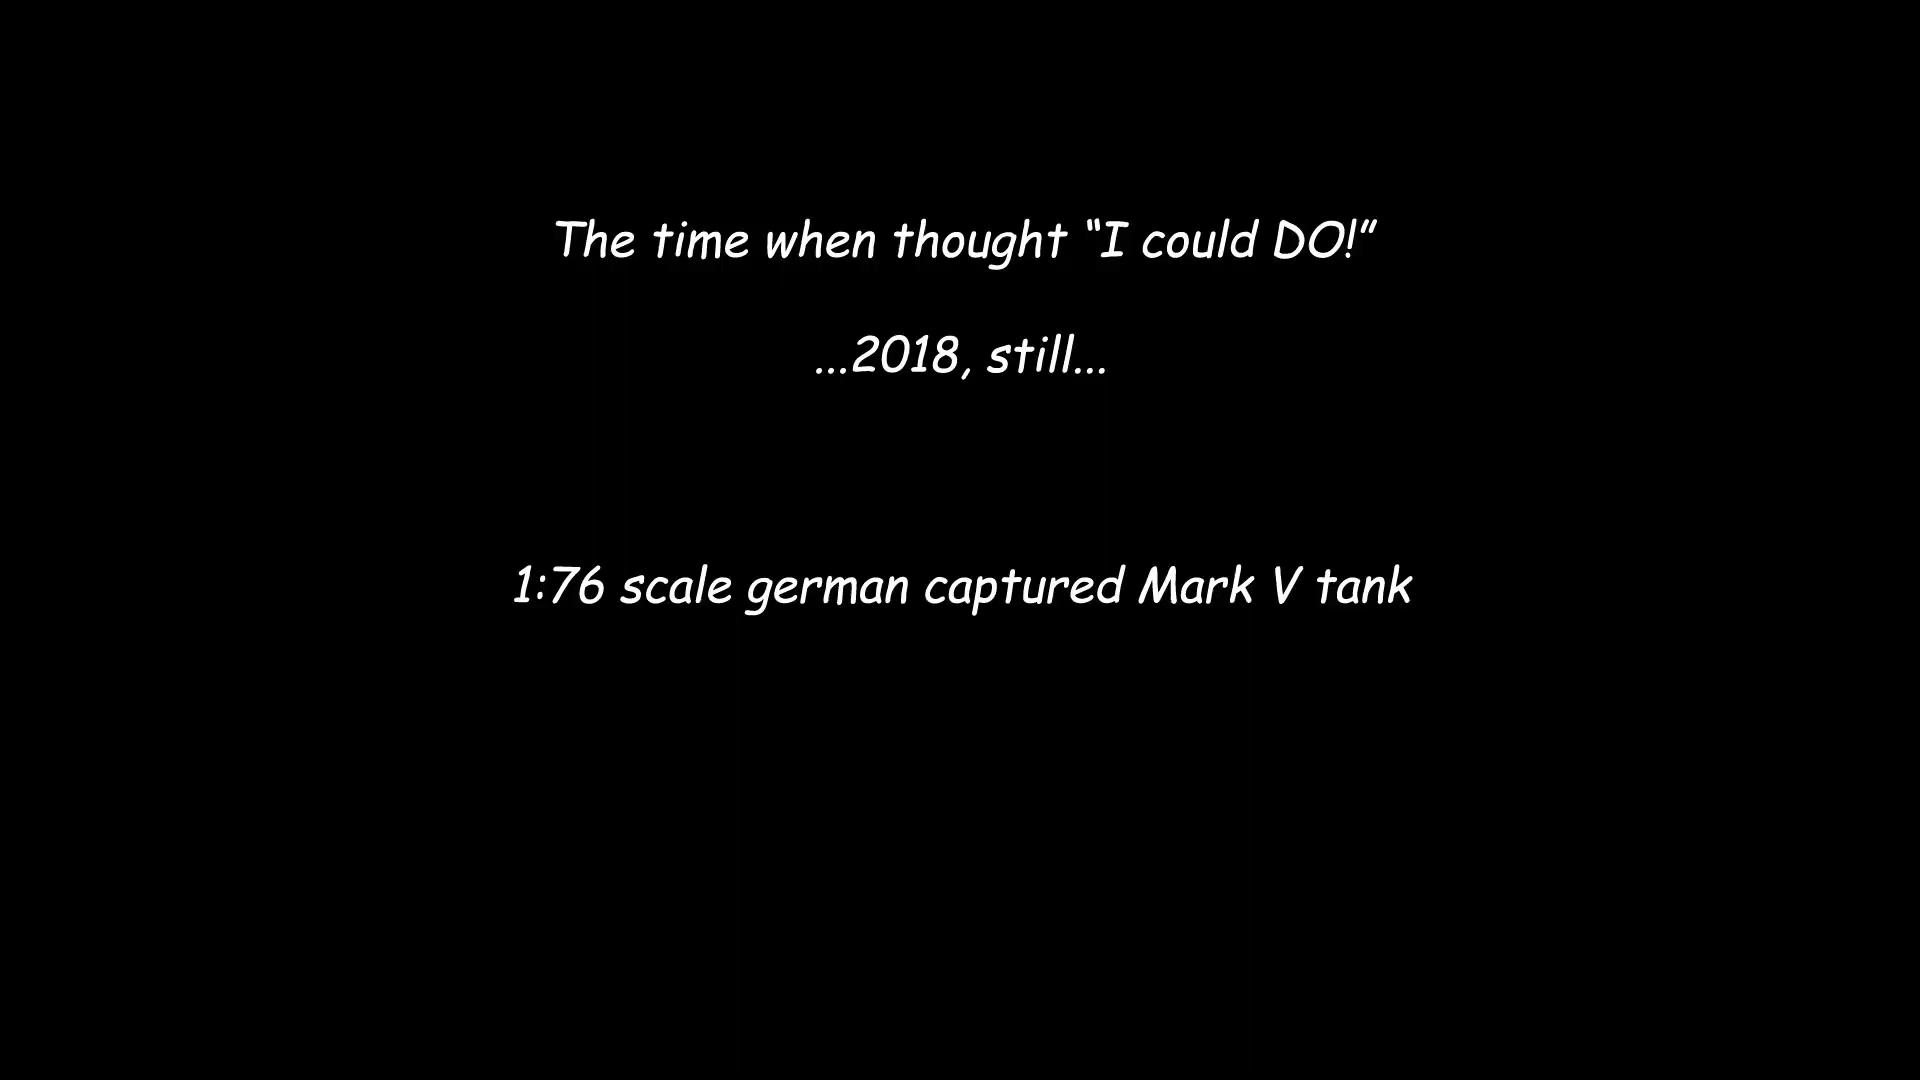 The time when thought “I could DO!”
...2018, still...
1:76 scale german captured Mark V tank